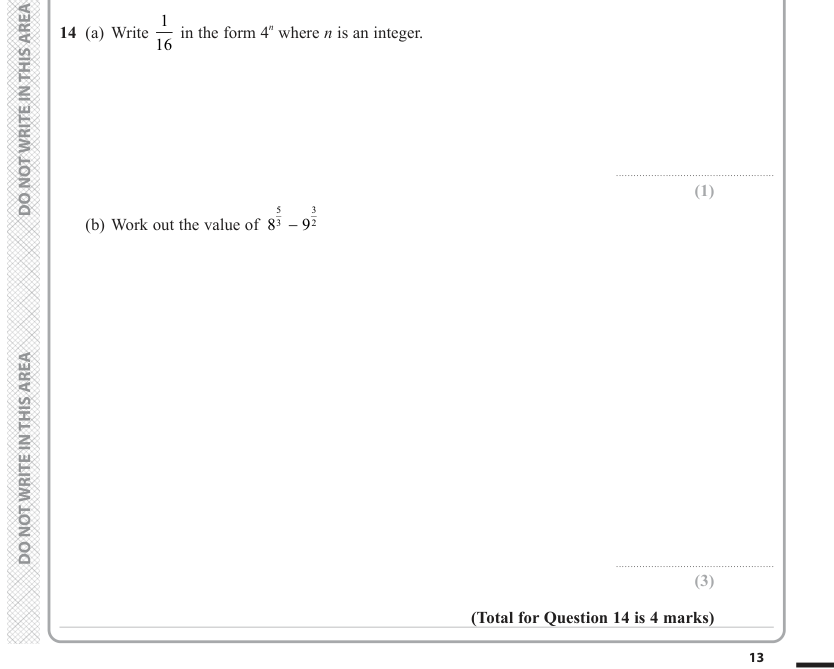 14 (a) Write 1/16 in the form 4ⁿ where n is an integer.
(1)
(b) Work out the value of 8^(5/3) – 9^(3/2)
(3)
(Total for Question 14 is 4 marks)
13
DO NOT WRITE IN THIS AREA
DO NOT WRITE IN THIS AREA